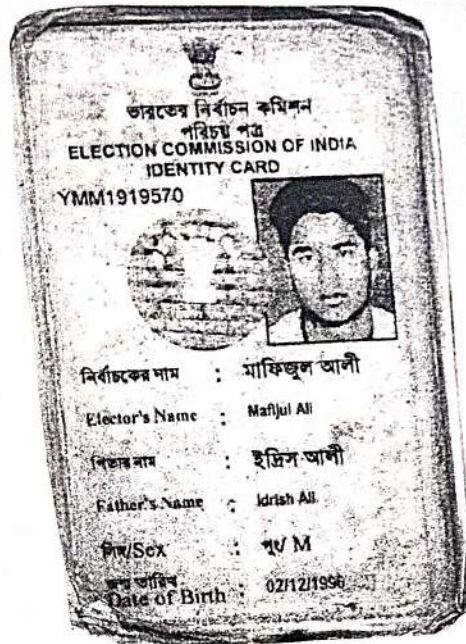 ভারতের নির্বাচন কমিশন
পরিচয় পত্র
ELECTION COMMISSION OF INDIA
IDENTITY CARD
YMM1919570
নির্বাচকের নাম : মাফিজুল আলী
Elector's Name : Mafijul Ali
পিতার নাম : ইদ্রিস আলী
Father's Name : Idrish Ali
লিঙ্গ/Sex : পুং/ M
জন্ম তারিখ
Date of Birth : 02/12/1996